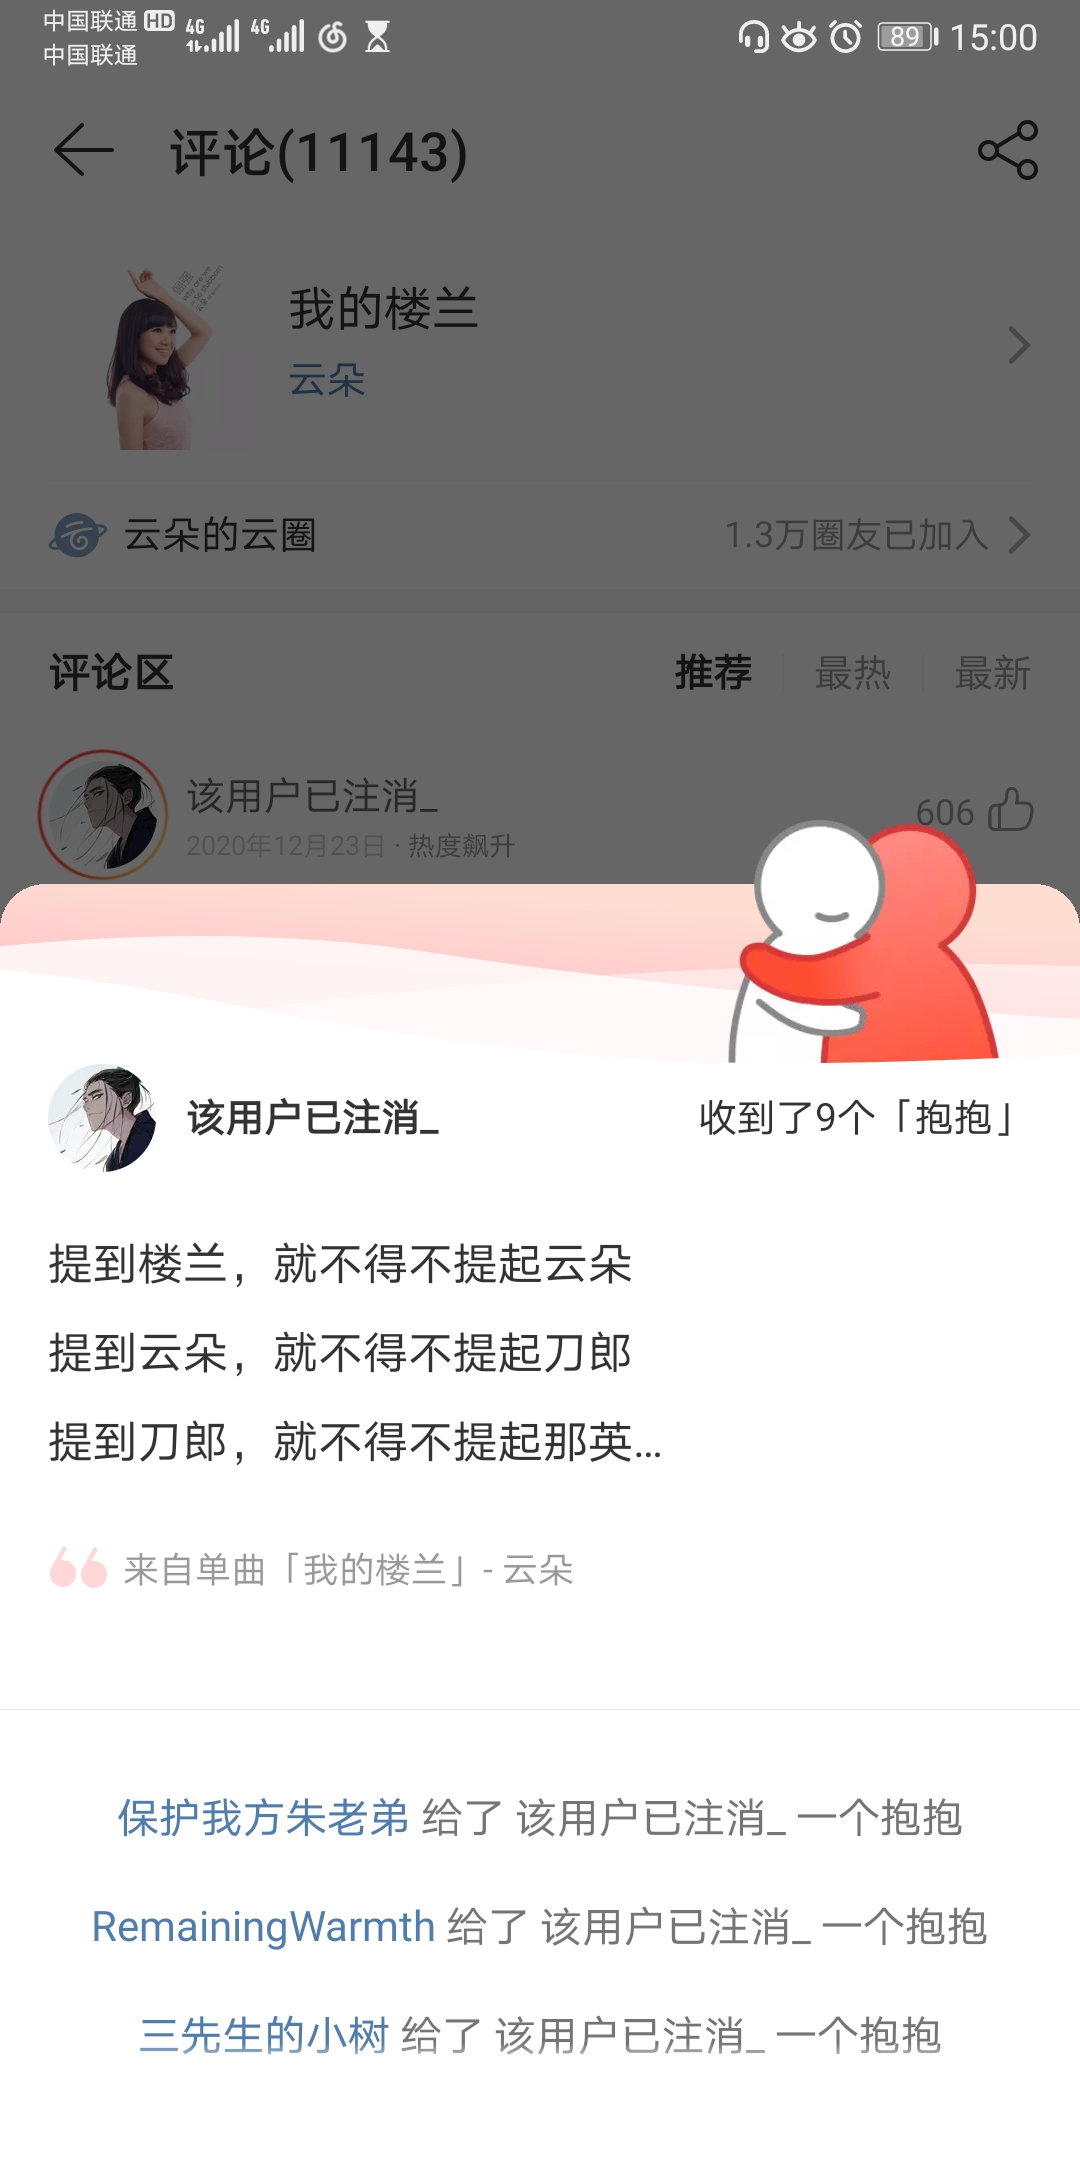 中国联通 HD 4G 4G 89 15:00
中国联通
评论(11143)
我的楼兰
云朵
云朵的云圈 1.3万圈友已加入
评论区 推荐 最热 最新
该用户已注消_ 606
2020年12月23日 · 热度飙升
该用户已注消_ 收到了9个「抱抱」
提到楼兰，就不得不提起云朵
提到云朵，就不得不提起刀郎
提到刀郎，就不得不提起那英...
来自单曲「我的楼兰」- 云朵
保护我方朱老弟 给了 该用户已注消_ 一个抱抱
RemainingWarmth 给了 该用户已注消_ 一个抱抱
三先生的小树 给了 该用户已注消_ 一个抱抱